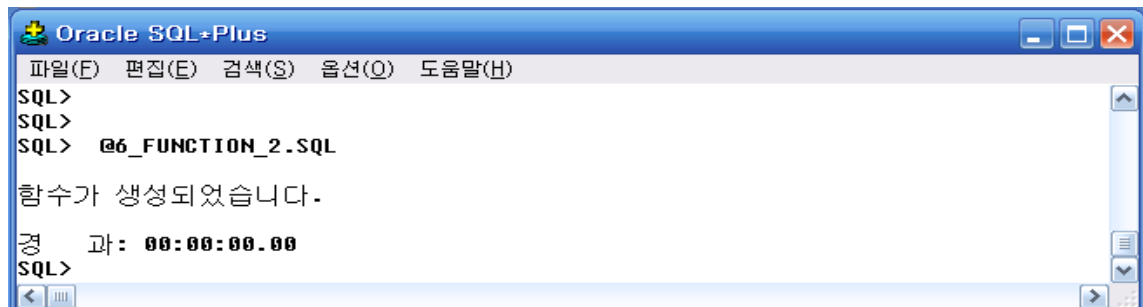 Oracle SQL*Plus
파일(F) 편집(E) 검색(S) 옵션(O) 도움말(H)
SQL>
SQL>
SQL> @6_FUNCTION_2.SQL
함수가 생성되었습니다.
경 과: 00:00:00.00
SQL>